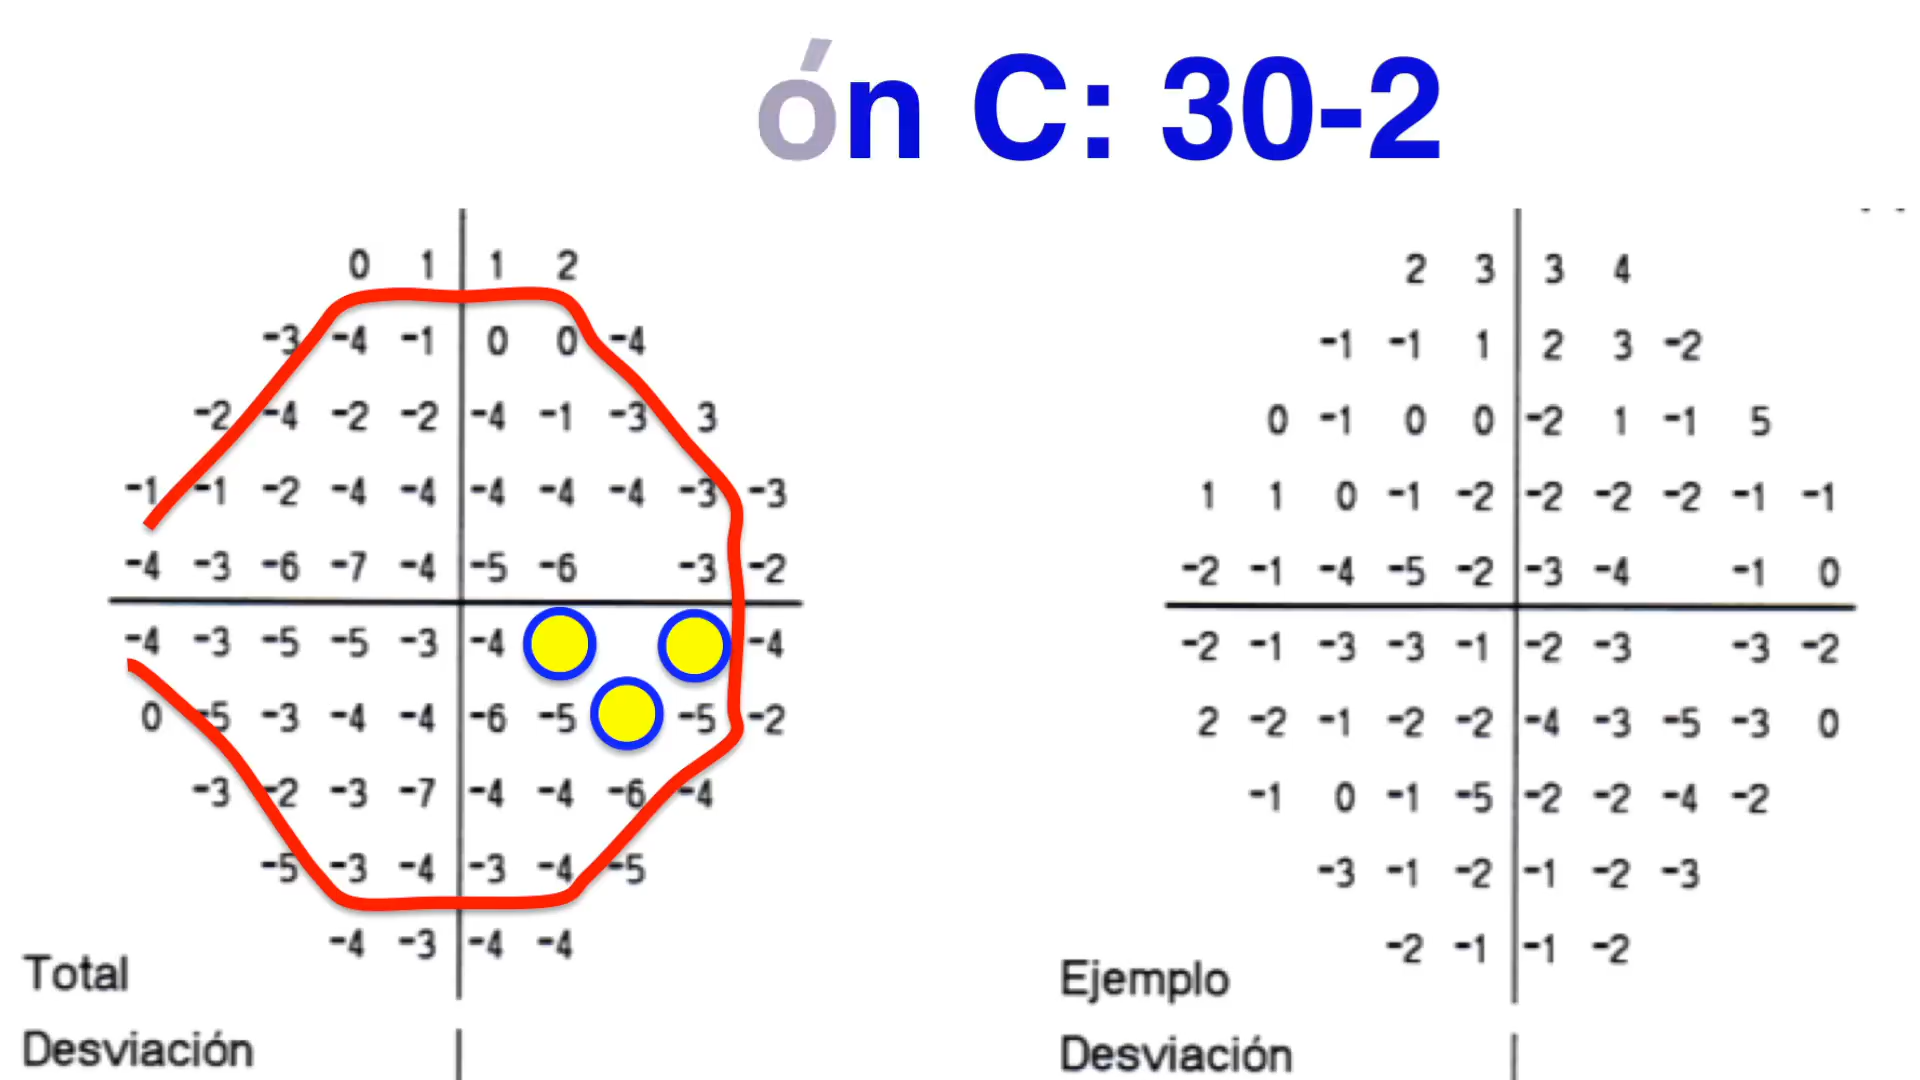 ón C: 30-2
0 1 1 2
-3 -4 -1 0 0 -4
-2 -4 -2 -2 -4 -1 -3 3
-1 -1 -2 -4 -4 -4 -4 -4 -3 -3
-4 -3 -6 -7 -4 -5 -6 -3 -2
-4 -3 -5 -5 -3 -4 -4
0 -5 -3 -4 -4 -6 -5 -5 -2
-3 -2 -3 -7 -4 -4 -6 -4
-5 -3 -4 -3 -4 -5
-4 -3 -4 -4
Total
Desviación
2 3 3 4
-1 -1 1 2 3 -2
0 -1 0 0 -2 1 -1 5
1 1 0 -1 -2 -2 -2 -2 -1 -1
-2 -1 -4 -5 -2 -3 -4 -1 0
-2 -1 -3 -3 -1 -2 -3 -3 -2
2 -2 -1 -2 -2 -4 -3 -5 -3 0
-1 0 -1 -5 -2 -2 -4 -2
-3 -1 -2 -1 -2 -3
-2 -1 -1 -2
Ejemplo
Desviación